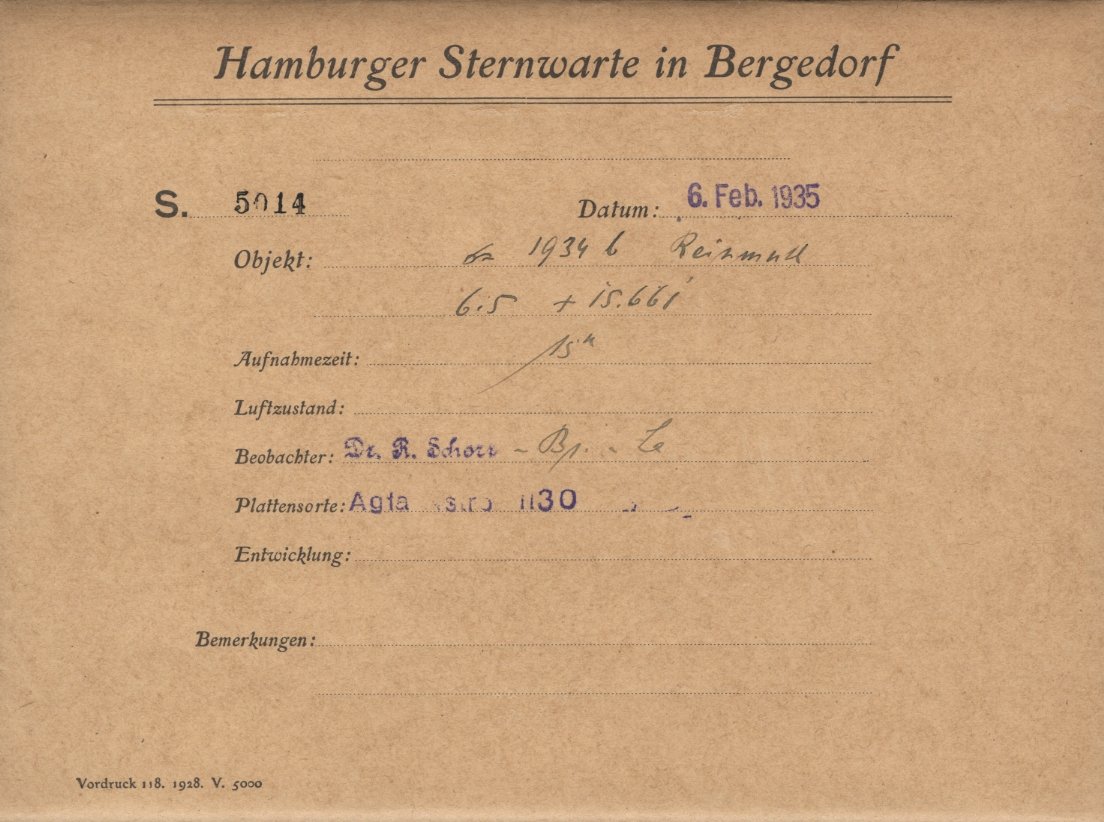 Hamburger Sternwarte in Bergedorf
S. 5014 Datum: 6. Feb. 1935
Objekt: 1934 b Reinmuth
6.5 + 15.661
Aufnahmezeit: 15
Luftzustand:
Beobachter: Dr. R. Schorr -
Plattensorte: Agfa 1130
Entwicklung:
Bemerkungen:
Vordruck 118. 1928. V. 5000